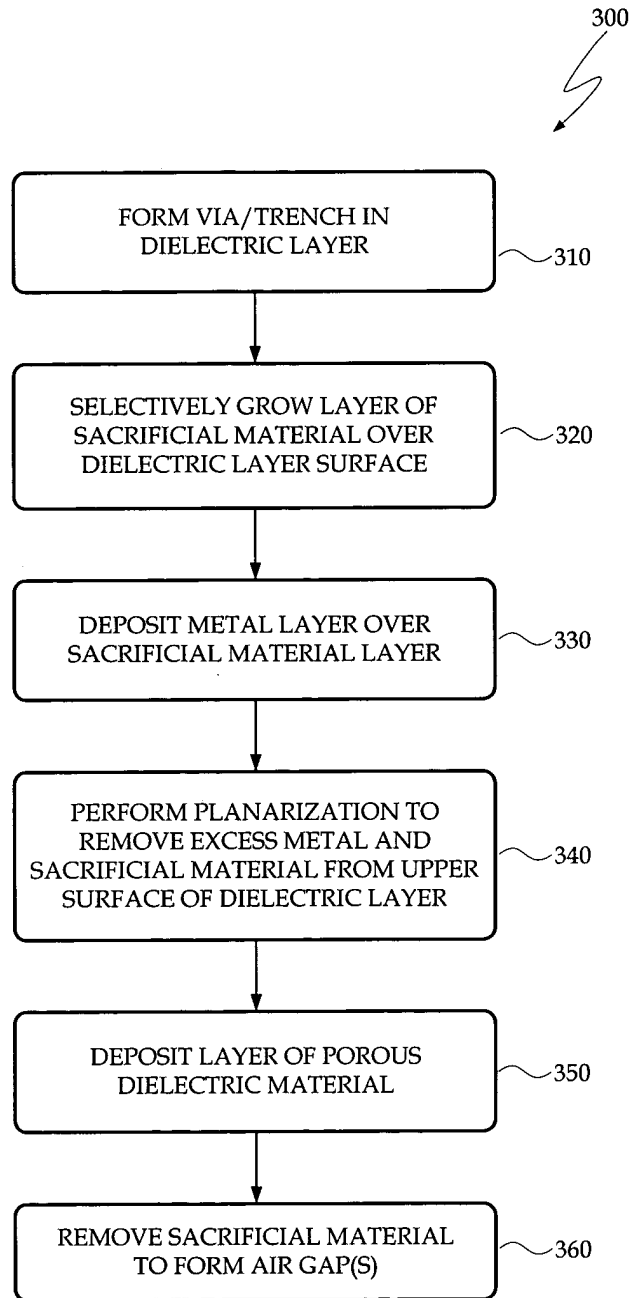 300
FORM VIA/TRENCH IN
DIELECTRIC LAYER
310
SELECTIVELY GROW LAYER OF
SACRIFICIAL MATERIAL OVER
DIELECTRIC LAYER SURFACE
320
DEPOSIT METAL LAYER OVER
SACRIFICIAL MATERIAL LAYER
330
PERFORM PLANARIZATION TO
REMOVE EXCESS METAL AND
SACRIFICIAL MATERIAL FROM UPPER
SURFACE OF DIELECTRIC LAYER
340
DEPOSIT LAYER OF POROUS
DIELECTRIC MATERIAL
350
REMOVE SACRIFICIAL MATERIAL
TO FORM AIR GAP(S)
360